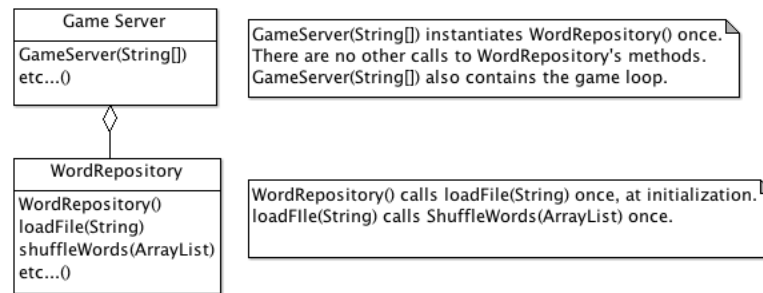 Game Server
GameServer(String[])
etc...()
GameServer(String[]) instantiates WordRepository() once.
There are no other calls to WordRepository's methods.
GameServer(String[]) also contains the game loop.
WordRepository
WordRepository()
loadFile(String)
shuffleWords(ArrayList)
etc...()
WordRepository() calls loadFile(String) once, at initialization.
loadFIle(String) calls ShuffleWords(ArrayList) once.